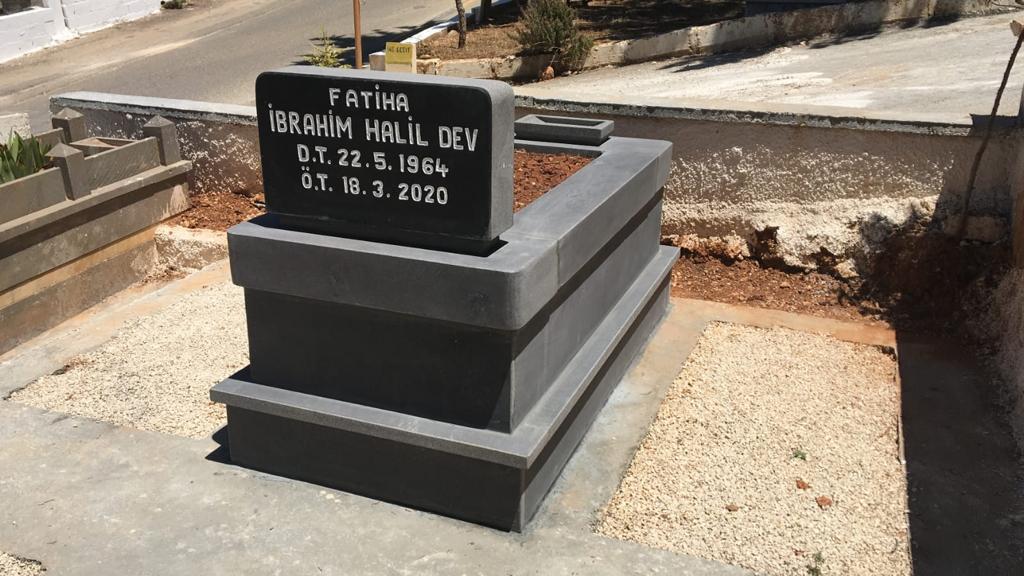 FATİHA
İBRAHİM HALİL DEV
D.T. 22.5.1964
Ö.T. 18.3.2020